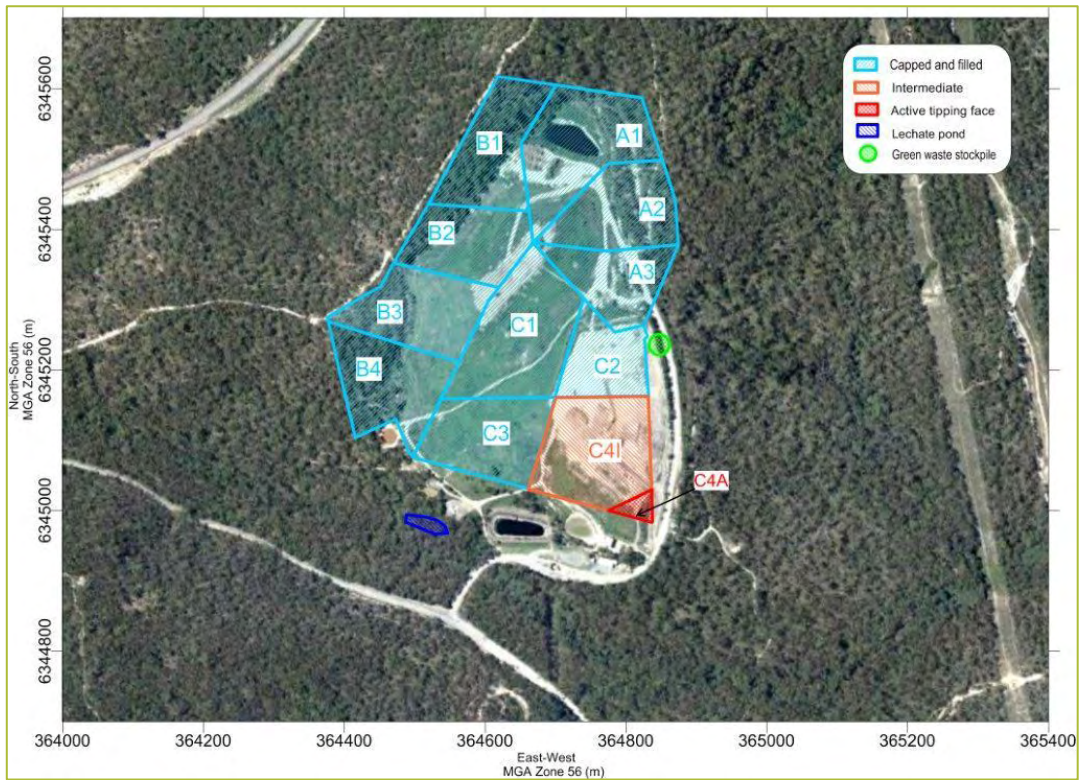 Capped and filled
Intermediate
Active tipping face
Lechate pond
Green waste stockpile
6345600
6345400
6345200
6345000
6344800
North-South
MGA Zone 56 (m)
B1
A1
A2
B2
A3
B3
C1
B4
C2
C3
C4I
C4A
364000
364200
364400
364600
364800
365000
365200
365400
East-West
MGA Zone 56 (m)